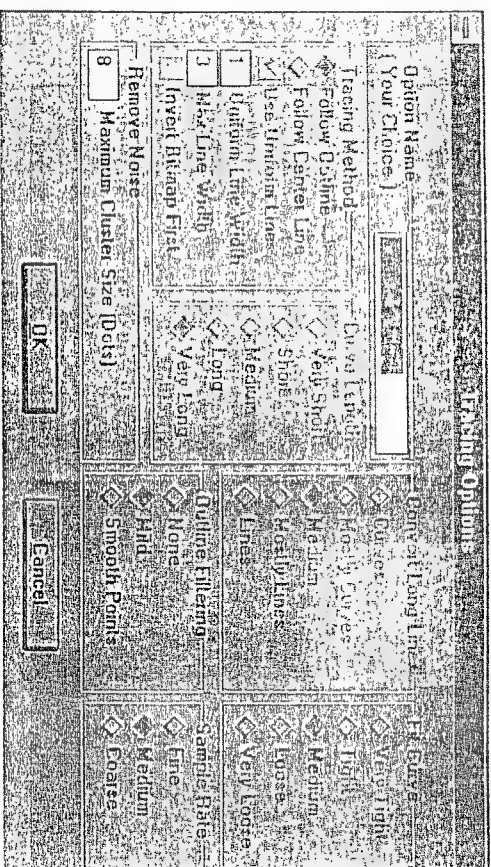 Tracing Options
Option Name
(Your Choice)
Tracing Method
Follow Outline
Follow Center Line
Use Uniform Lines
1 Uniform Line Width
3 Max Line Width
Invert Bitmap First
Curve Length
Very Short
Short
Medium
Long
Very Long
Remove Noise
8 Maximum Cluster Size (Dots)
Convert Long Lines
Curves
Mostly Curves
Medium
Mostly Lines
Lines
Outline Filtering
None
Mild
Smooth Points
Fit Curve
Very Tight
Tight
Medium
Loose
Very Loose
Sample Rate
Fine
Medium
Coarse
OK
Cancel